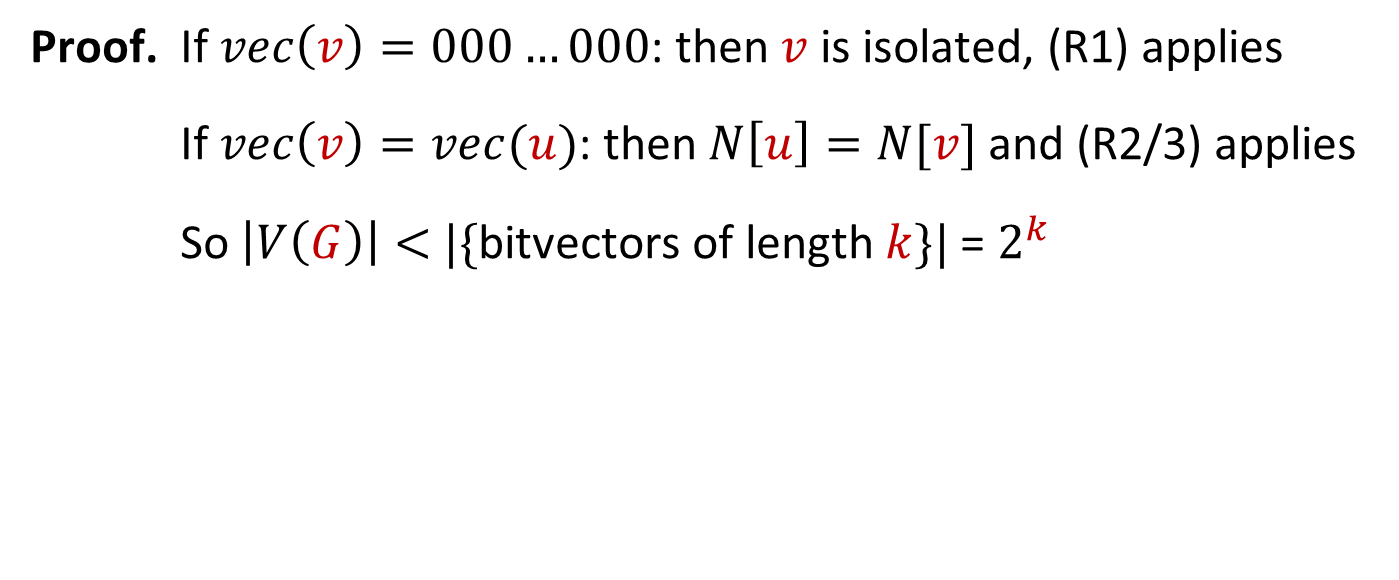 Proof. If vec(v) = 000 … 000: then v is isolated, (R1) applies
If vec(v) = vec(u): then N[u] = N[v] and (R2/3) applies
So |V(G)| < |{bitvectors of length k}| = 2ᵏ